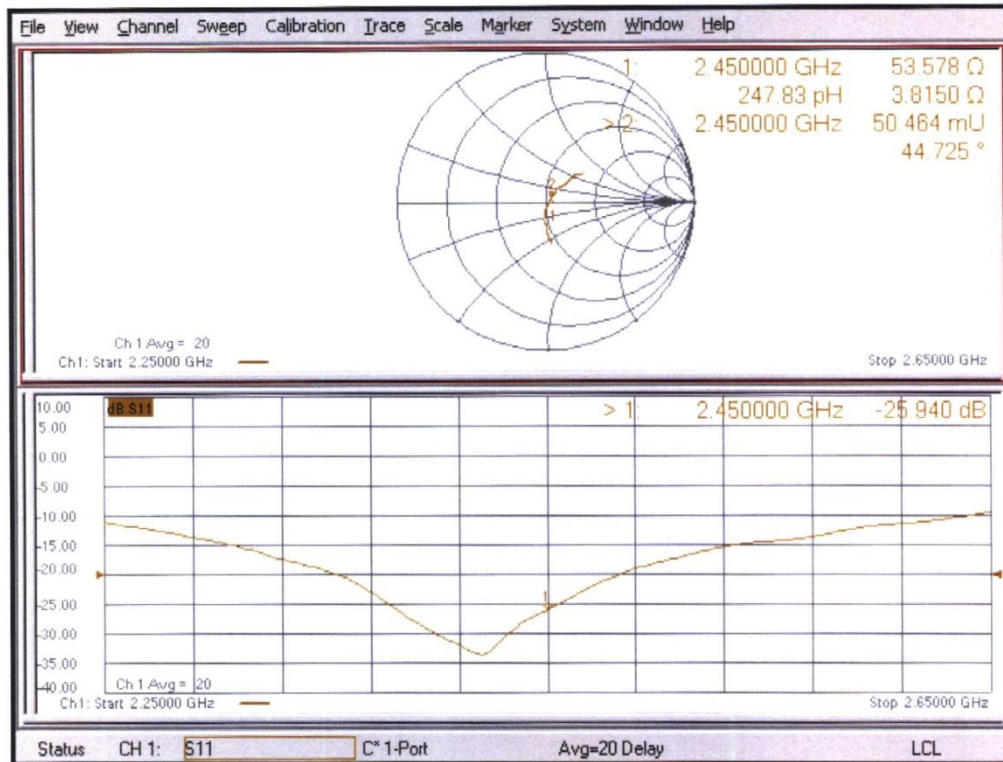 File View Channel Sweep Calibration Trace Scale Marker System Window Help
1: 2.450000 GHz 53.578 Ω
247.83 pH 3.8150 Ω
> 2: 2.450000 GHz 50.464 mU
44.725 °
2
1
Ch 1 Avg = 20
Ch1: Start 2.25000 GHz
Stop 2.65000 GHz
dB S11
> 1: 2.450000 GHz -25.940 dB
10.00
5.00
0.00
-5.00
-10.00
-15.00
-20.00
-25.00
-30.00
-35.00
-40.00
1
Ch 1 Avg = 20
Ch1: Start 2.25000 GHz
Stop 2.65000 GHz
Status CH 1: S11 C* 1-Port Avg=20 Delay LCL